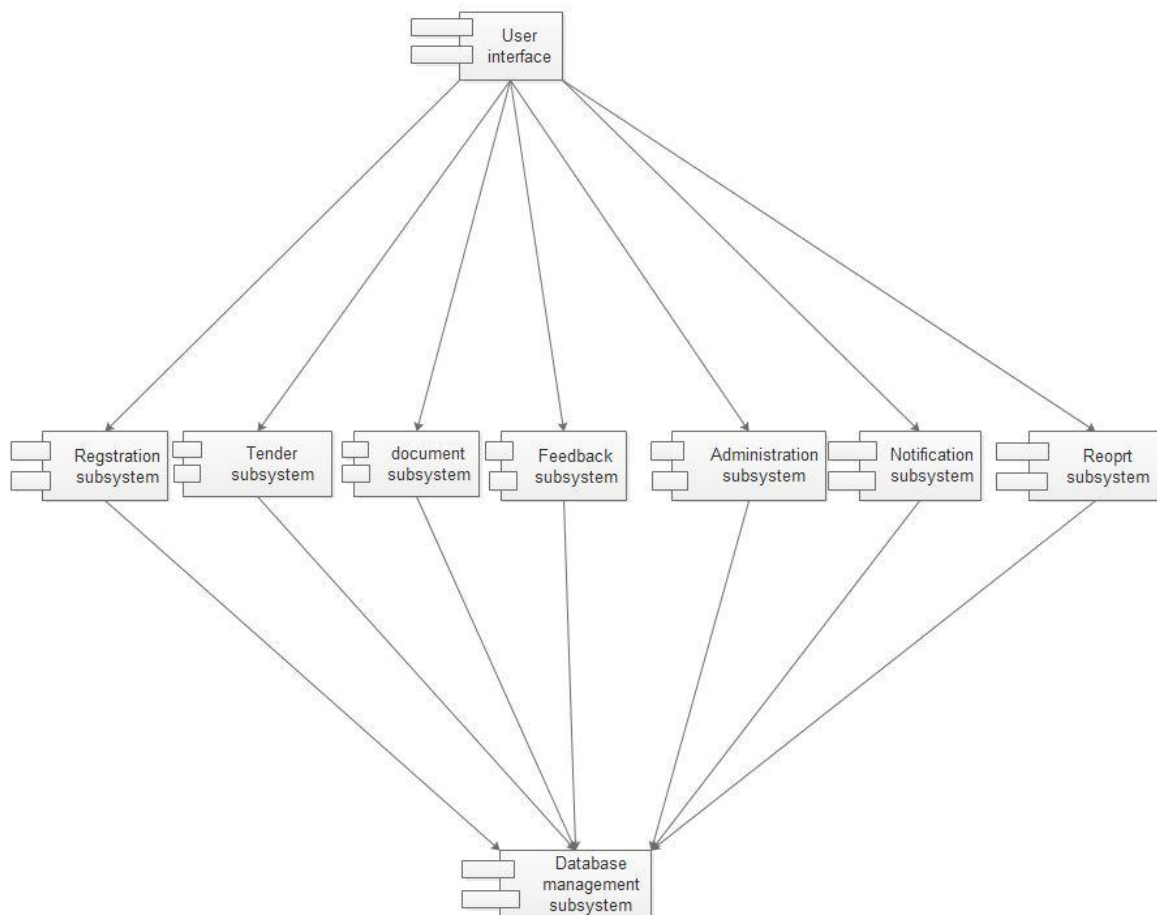 User
interface
Regstration
subsystem
Tender
subsystem
document
subsystem
Feedback
subsystem
Administration
subsystem
Notification
subsystem
Reoprt
subsystem
Database
management
subsystem